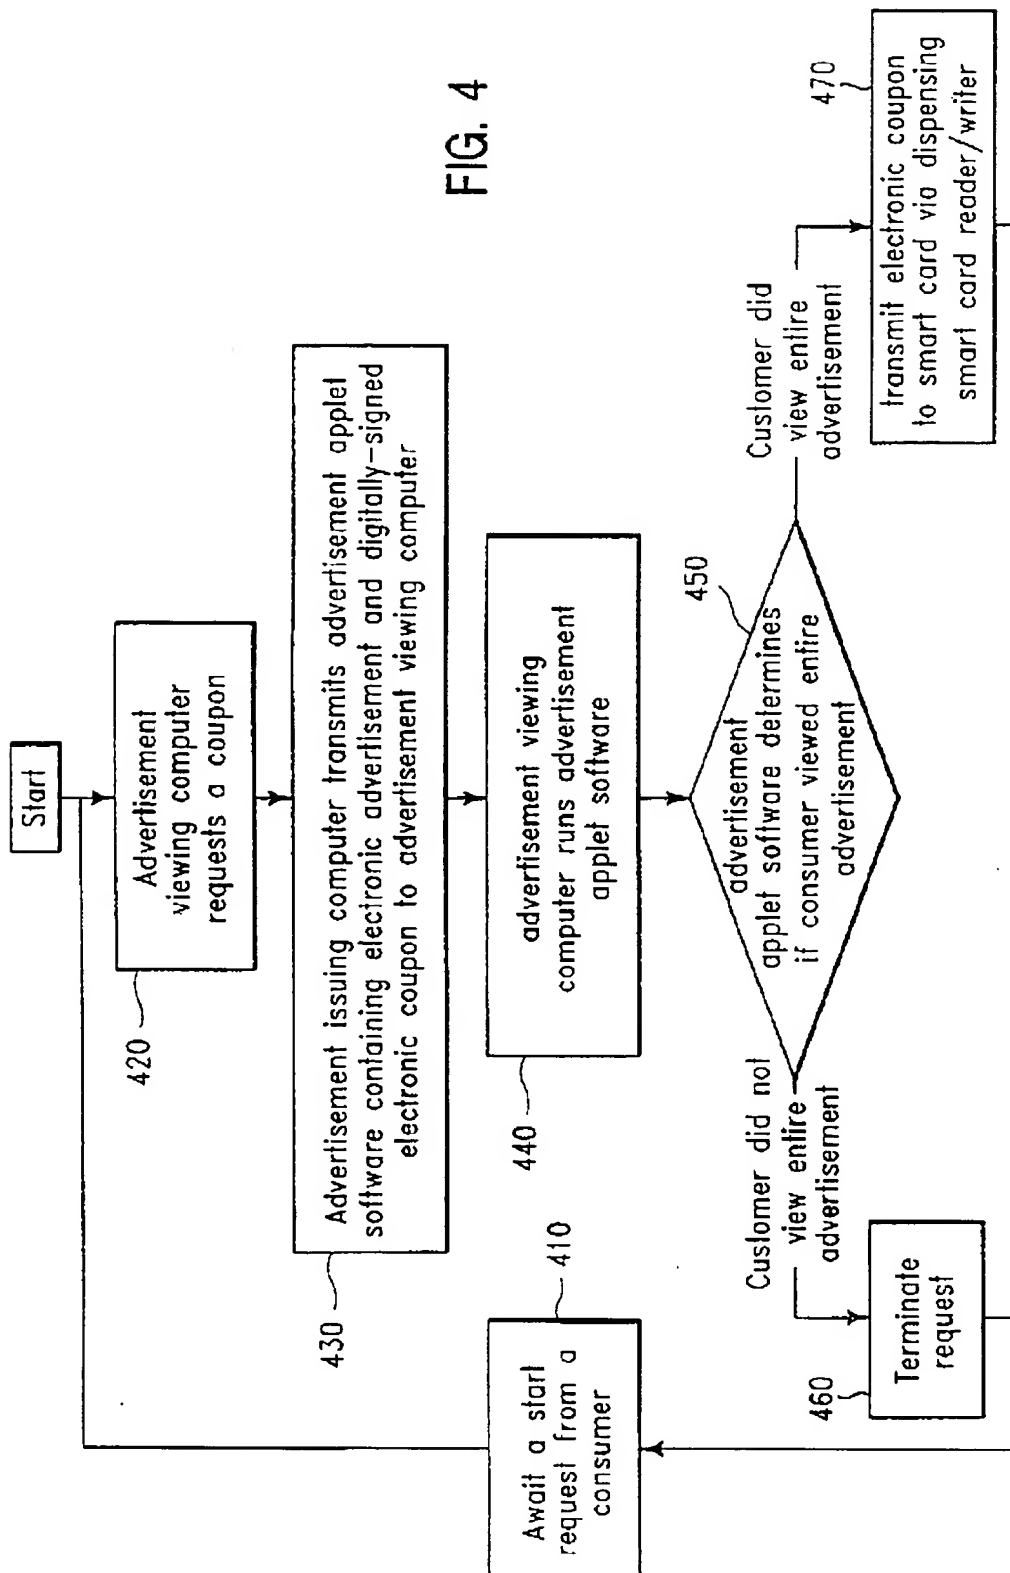 FIG. 4
Start
Advertisement
viewing computer
requests a coupon
420
Advertisement issuing computer transmits advertisement applet
software containing electronic advertisement and digitally-signed
electronic coupon to advertisement viewing computer
430
advertisement viewing
computer runs advertisement
applet software
440
Await a start
request from a
consumer
410
advertisement
applet software determines
if consumer viewed entire
advertisement
450
Customer did not
view entire
advertisement
Customer did
view entire
advertisement
Terminate
request
460
transmit electronic coupon
to smart card via dispensing
smart card reader/writer
470